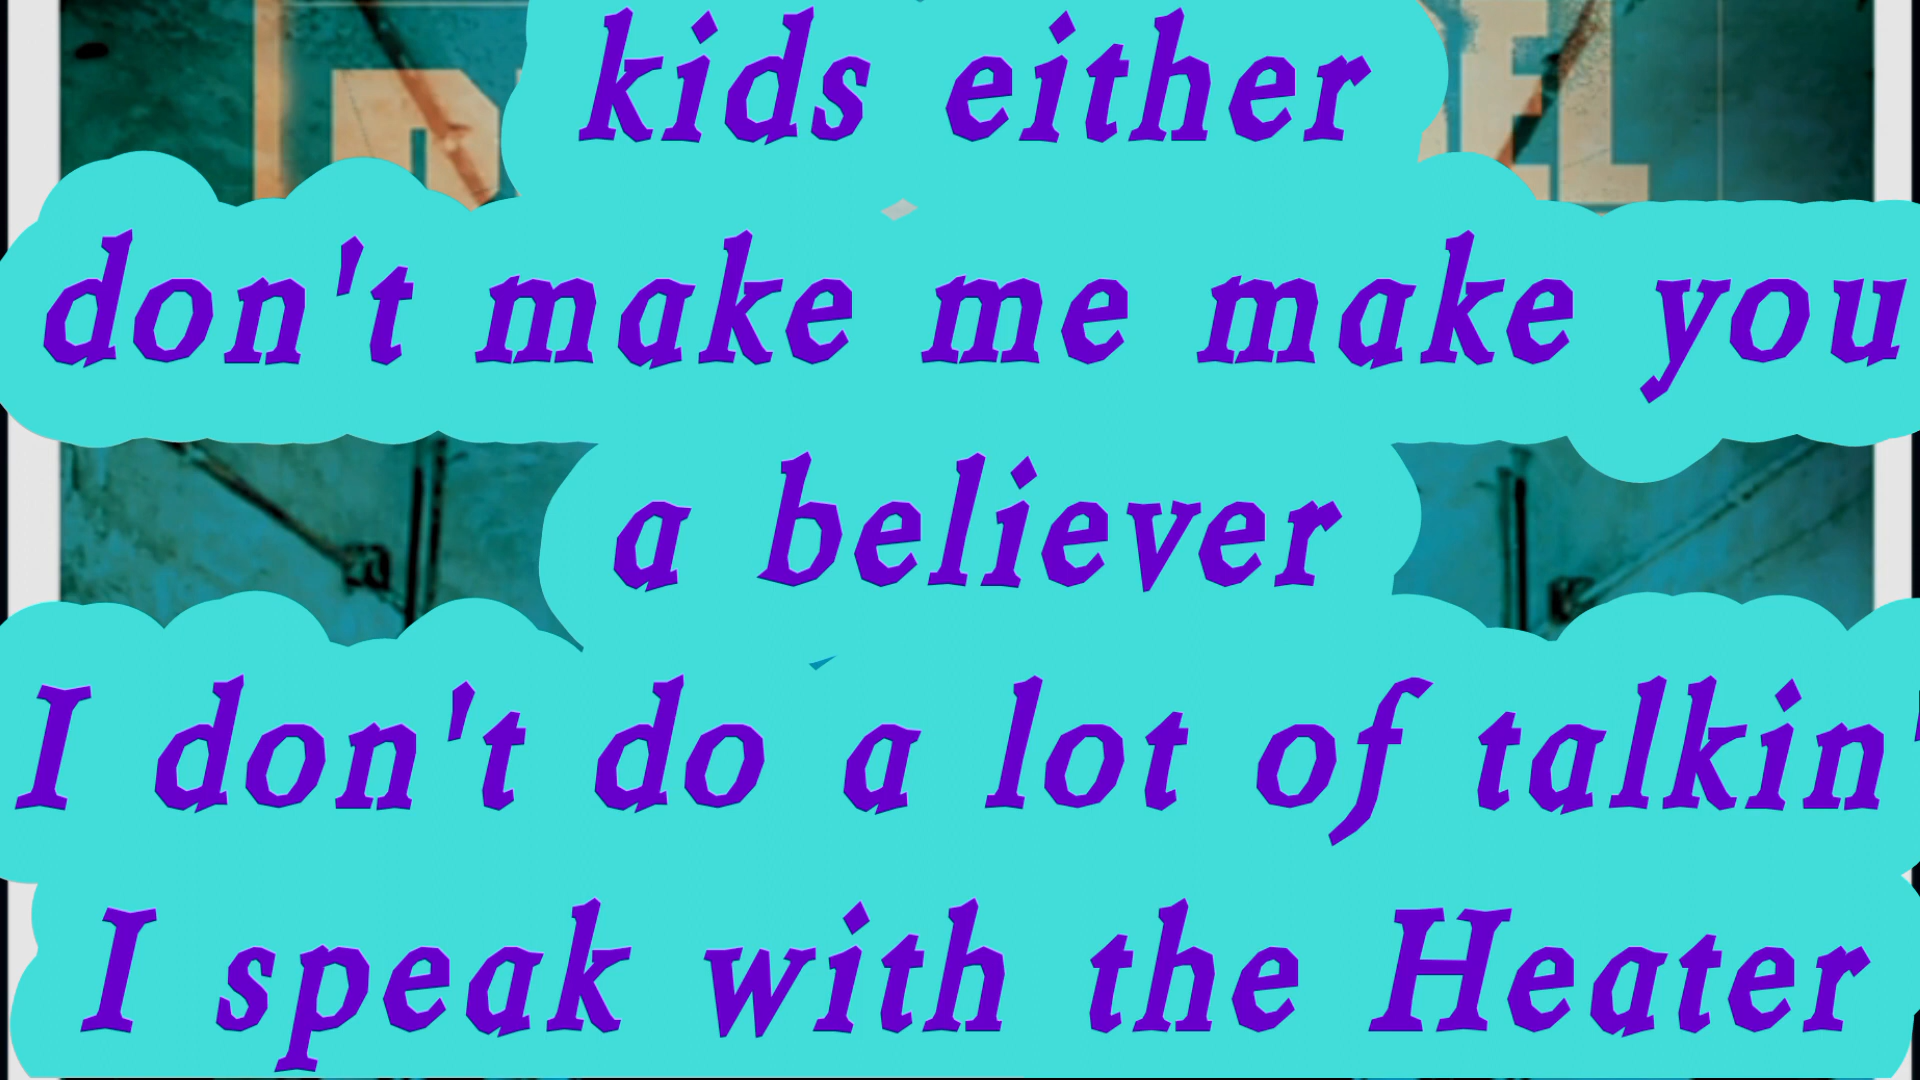 kids either
don't make me make you
a believer
I don't do a lot of talkin'
I speak with the Heater